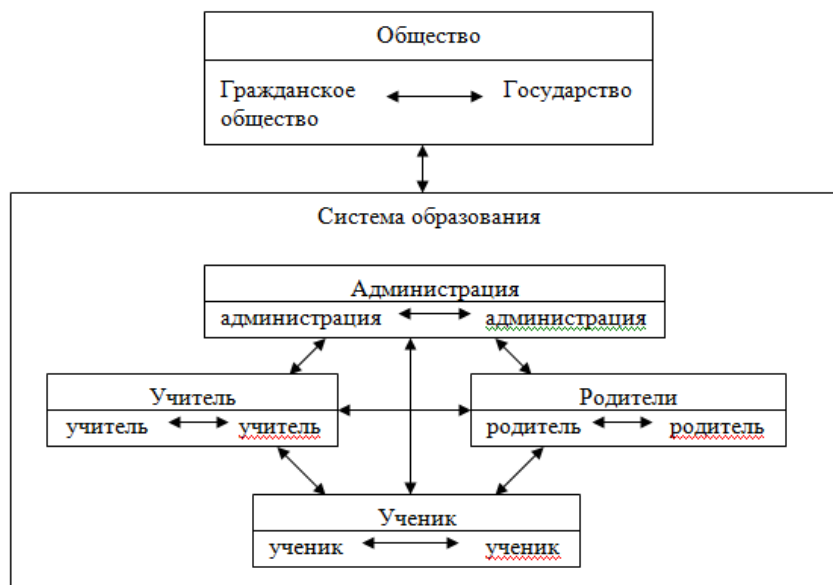 Общество
Гражданское
общество
Государство
Система образования
Администрация
администрация администрация
Учитель
учитель учитель
Родители
родитель родитель
Ученик
ученик ученик